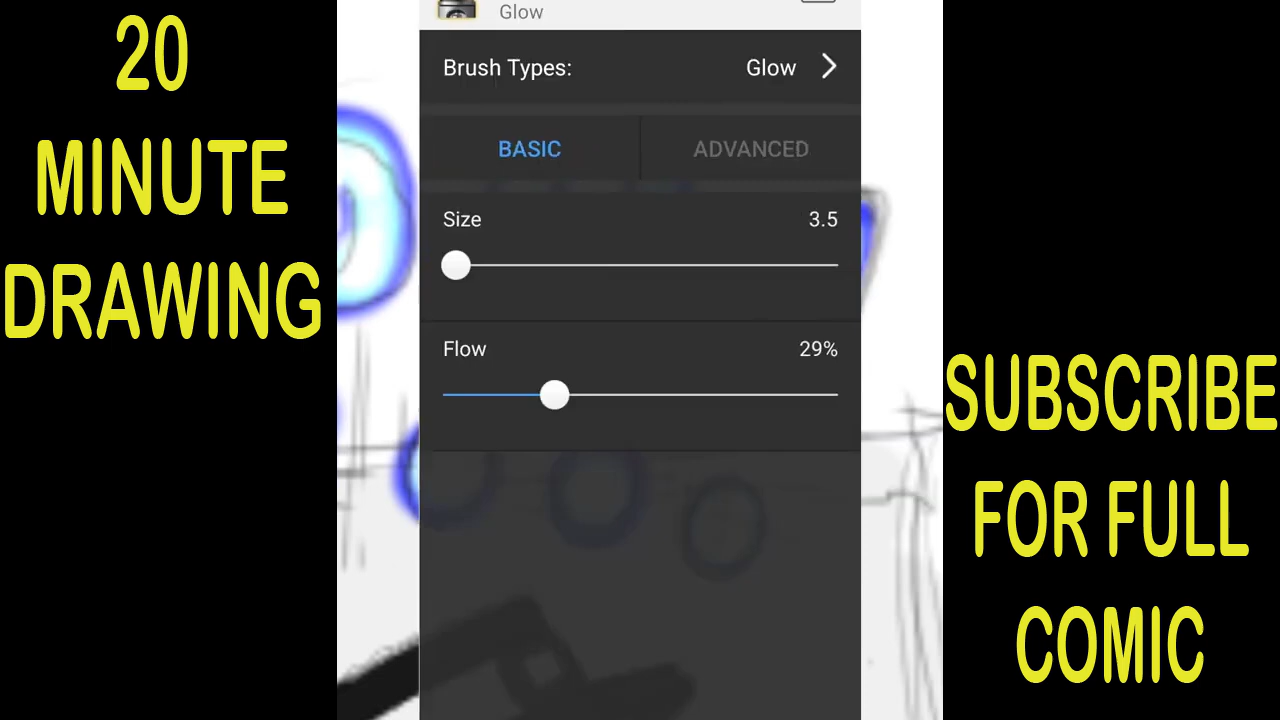 20
MINUTE
DRAWING
Glow
Brush Types: Glow
BASIC ADVANCED
Size 3.5
Flow 29%
SUBSCRIBE
FOR FULL
COMIC